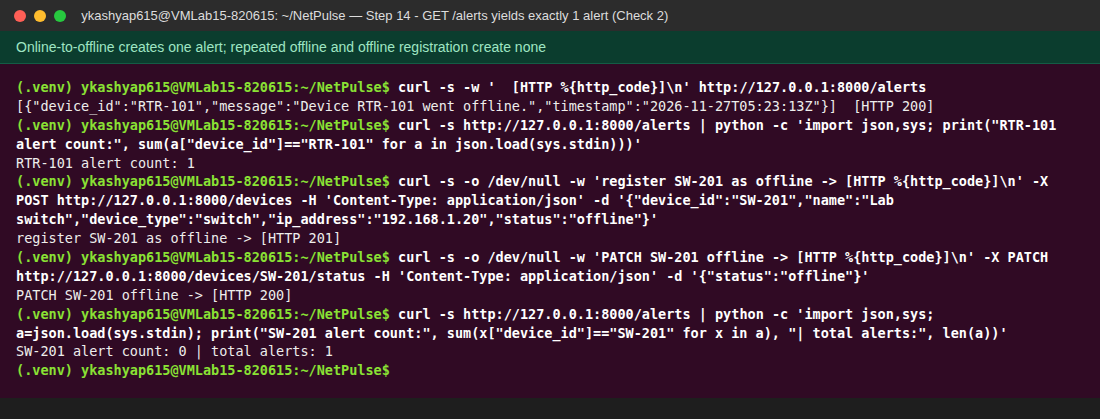 ykashyap615@VMLab15-820615: ~/NetPulse — Step 14 - GET /alerts yields exactly 1 alert (Check 2)
Online-to-offline creates one alert; repeated offline and offline registration create none
(.venv) ykashyap615@VMLab15-820615:~/NetPulse$ curl -s -w '  [HTTP %{http_code}]\n' http://127.0.0.1:8000/alerts
[{"device_id":"RTR-101","message":"Device RTR-101 went offline.","timestamp":"2026-11-27T05:23:13Z"}]  [HTTP 200]
(.venv) ykashyap615@VMLab15-820615:~/NetPulse$ curl -s http://127.0.0.1:8000/alerts | python -c 'import json,sys; print("RTR-101
alert count:", sum(a["device_id"]=="RTR-101" for a in json.load(sys.stdin)))'
RTR-101 alert count: 1
(.venv) ykashyap615@VMLab15-820615:~/NetPulse$ curl -s -o /dev/null -w 'register SW-201 as offline -> [HTTP %{http_code}]\n' -X
POST http://127.0.0.1:8000/devices -H 'Content-Type: application/json' -d '{"device_id":"SW-201","name":"Lab
switch","device_type":"switch","ip_address":"192.168.1.20","status":"offline"}'
register SW-201 as offline -> [HTTP 201]
(.venv) ykashyap615@VMLab15-820615:~/NetPulse$ curl -s -o /dev/null -w 'PATCH SW-201 offline -> [HTTP %{http_code}]\n' -X PATCH
http://127.0.0.1:8000/devices/SW-201/status -H 'Content-Type: application/json' -d '{"status":"offline"}'
PATCH SW-201 offline -> [HTTP 200]
(.venv) ykashyap615@VMLab15-820615:~/NetPulse$ curl -s http://127.0.0.1:8000/alerts | python -c 'import json,sys;
a=json.load(sys.stdin); print("SW-201 alert count:", sum(x["device_id"]=="SW-201" for x in a), "| total alerts:", len(a))'
SW-201 alert count: 0 | total alerts: 1
(.venv) ykashyap615@VMLab15-820615:~/NetPulse$